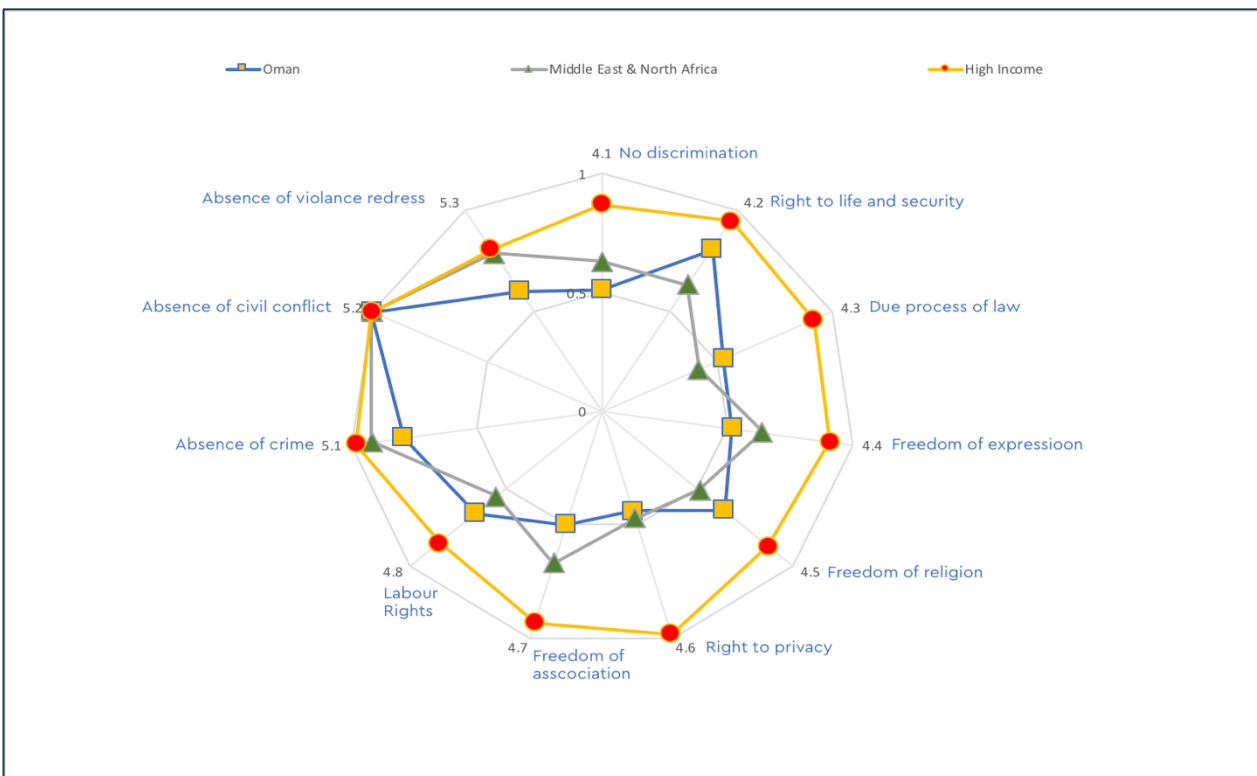 Oman
Middle East & North Africa
High Income
4.1
No discrimination
1
Absence of violance redress
5.3
4.2
Right to life and security
0.5
Absence of civil conflict
5.2
4.3
Due process of law
0
Absence of crime
5.1
4.4
Freedom of expressioon
4.8
Labour
Rights
4.5
Freedom of religion
4.7
Freedom of
asscociation
4.6
Right to privacy